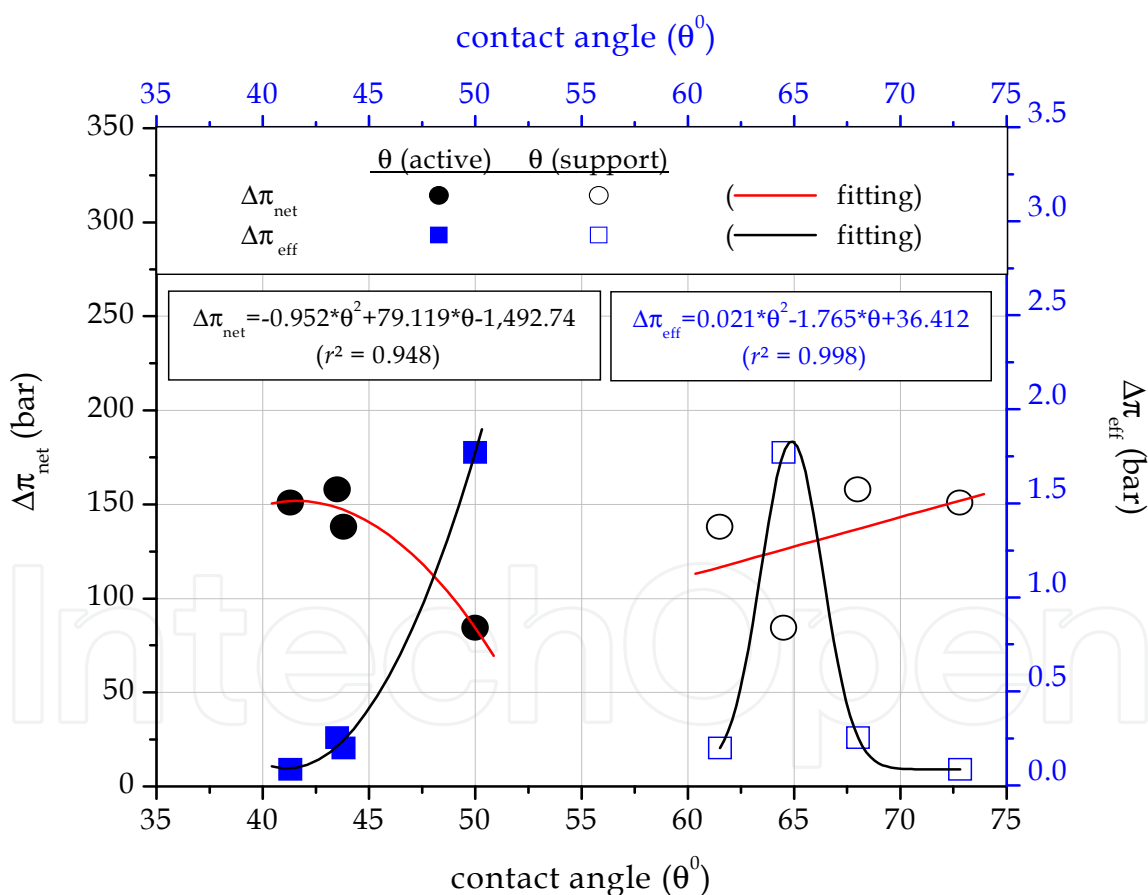 contact angle (θ⁰)
35 40 45 50 55 60 65 70 75
350 3.5
θ (active) θ (support)
Δπnet ( fitting)
300 3.0
Δπeff ( fitting)
250 2.5
Δπnet=-0.952*θ²+79.119*θ-1,492.74 Δπeff=0.021*θ²-1.765*θ+36.412
(r² = 0.948) (r² = 0.998)
200 2.0
Δπnet (bar) Δπeff (bar)
150 1.5
100 1.0
IntechOpen
50 0.5
0 0.0
35 40 45 50 60 65 70 75
contact angle (θ⁰)